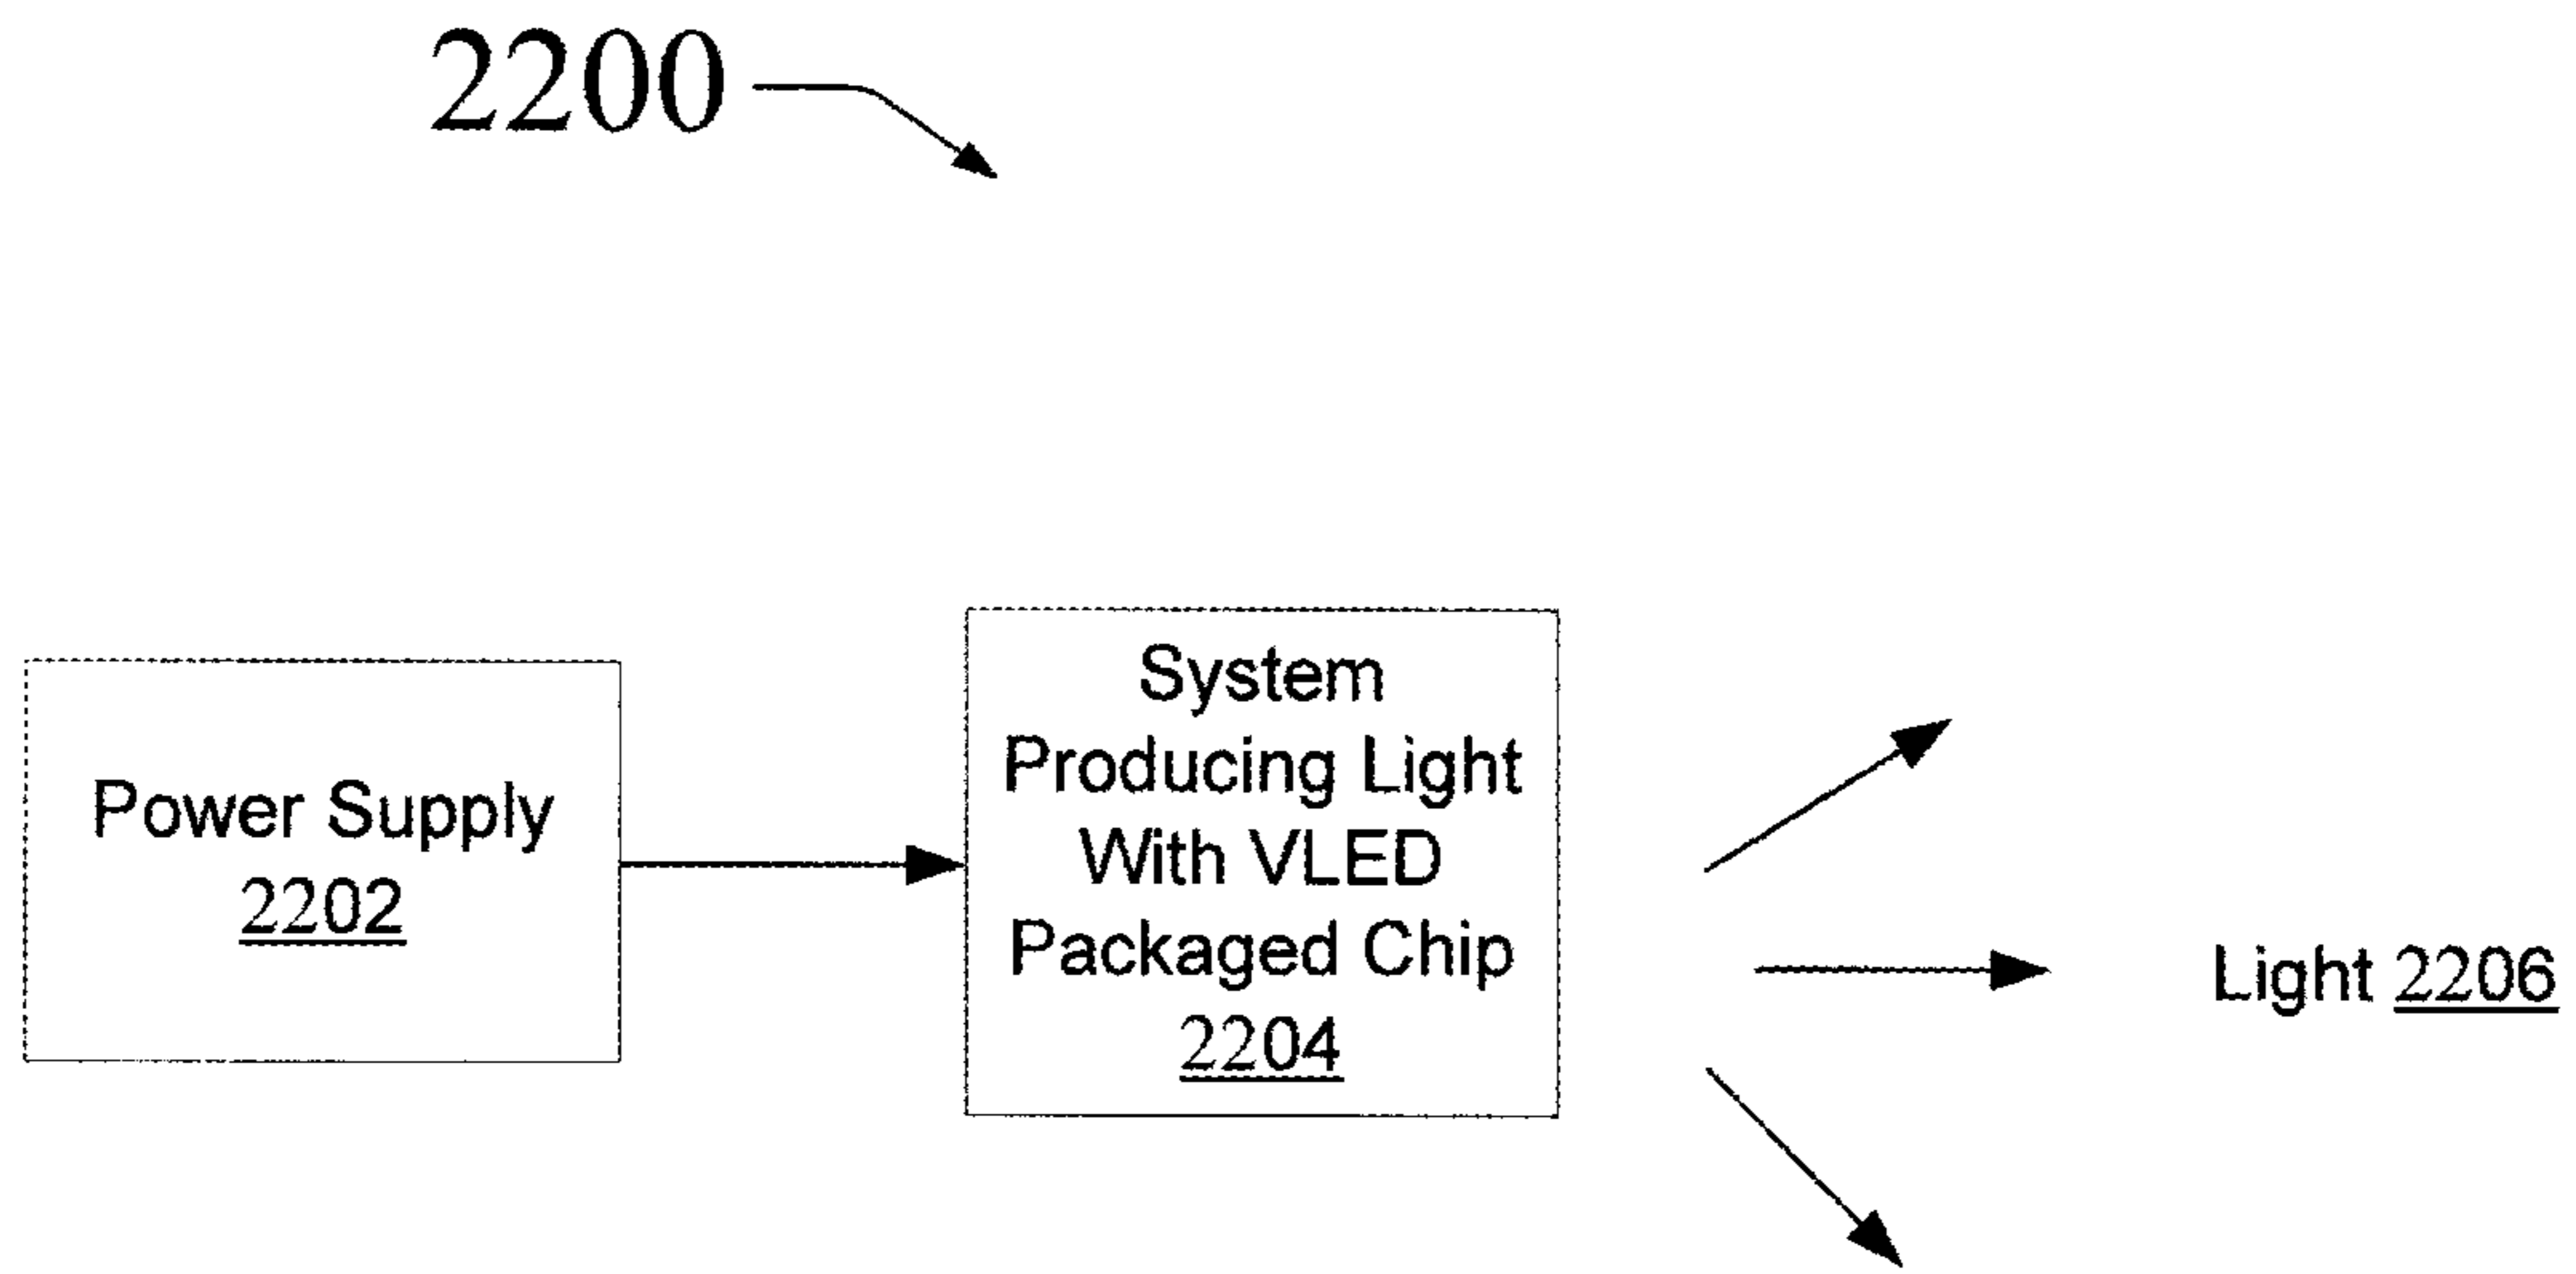 2200
Power Supply
2202
System
Producing Light
With VLED
Packaged Chip
2204
Light 2206